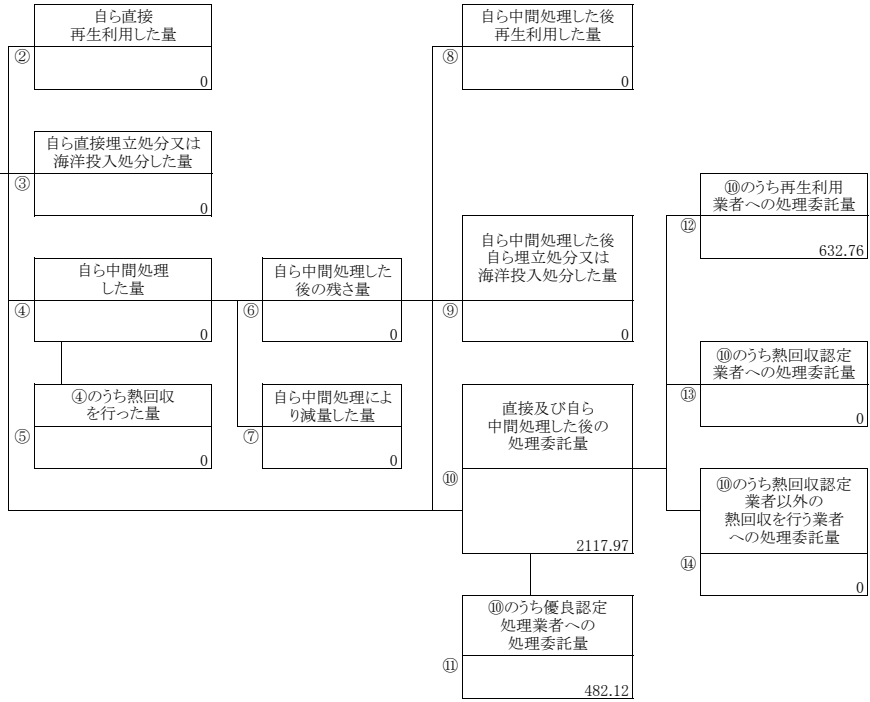 自ら直接
再生利用した量
②
0
自ら直接埋立処分又は
海洋投入処分した量
③
0
自ら中間処理
した量
④
0
④のうち熱回収
を行った量
⑤
0
自ら中間処理した
後の残さ量
⑥
0
自ら中間処理によ
り減量した量
⑦
0
自ら中間処理した後
再生利用した量
⑧
0
自ら中間処理した後
自ら埋立処分又は
海洋投入処分した量
⑨
0
直接及び自ら
中間処理した後の
処理委託量
⑩
2117.97
⑩のうち優良認定
処理業者への
処理委託量
⑪
482.12
⑩のうち再生利用
業者への処理委託量
⑫
632.76
⑩のうち熱回収認定
業者への処理委託量
⑬
0
⑩のうち熱回収認定
業者以外の
熱回収を行う業者
への処理委託量
⑭
0